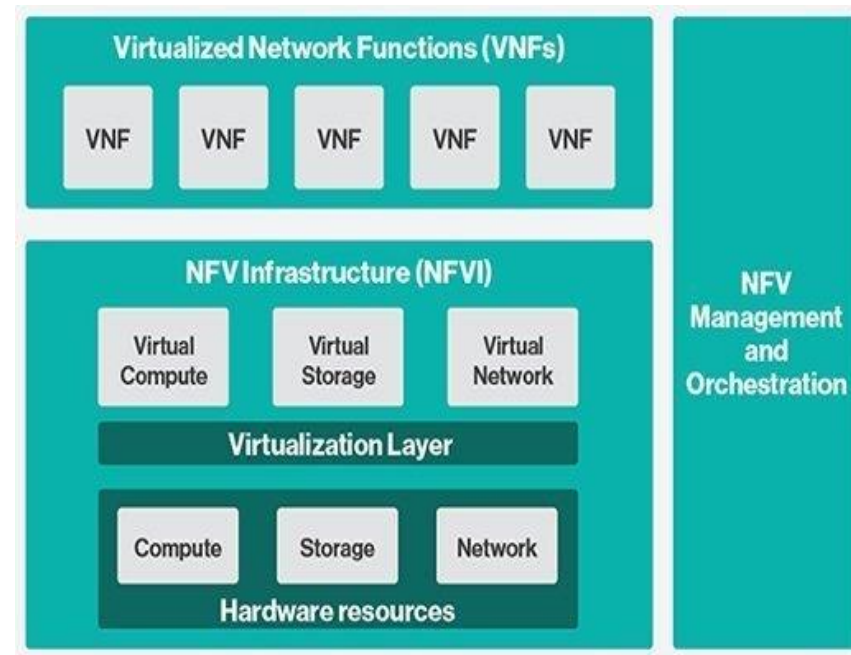 Virtualized Network Functions (VNFs)
VNF
VNF
VNF
VNF
VNF
NFV Infrastructure (NFVI)
Virtual
Compute
Virtual
Storage
Virtual
Network
Virtualization Layer
Compute
Storage
Network
Hardware resources
NFV
Management
and
Orchestration